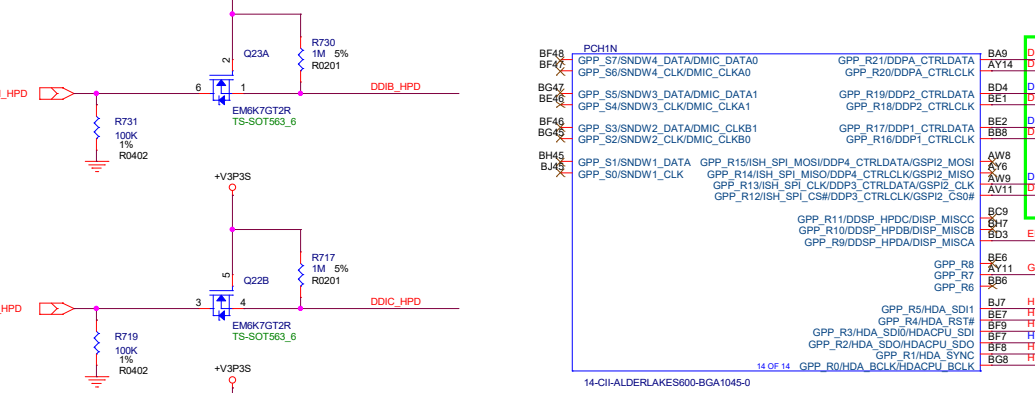 2
Q23A
R730
1M 5%
R0201
6
1
DDIB_HPD
_HPD
EM6K7GT2R
TS-SOT563_6
R731
100K
1%
R0402
+V3P3S
5
Q22B
R717
1M 5%
R0201
3
4
DDIC_HPD
_HPD
EM6K7GT2R
TS-SOT563_6
R719
100K
1%
R0402
+V3P3S
PCH1N
BF48 GPP_S7/SNDW4_DATA/DMIC_DATA0
BF47 GPP_S6/SNDW4_CLK/DMIC_CLKA0
BG47 GPP_S5/SNDW3_DATA/DMIC_DATA1
BE46 GPP_S4/SNDW3_CLK/DMIC_CLKA1
BF46 GPP_S3/SNDW2_DATA/DMIC_CLKB1
BG45 GPP_S2/SNDW2_CLK/DMIC_CLKB0
BH45 GPP_S1/SNDW1_DATA
GPP_S0/SNDW1_CLK
GPP_R21/DDPA_CTRLDATA BA9 D
GPP_R20/DDPA_CTRLCLK AY14 D
GPP_R19/DDP2_CTRLDATA BD4 D
GPP_R18/DDP2_CTRLCLK BE1 D
GPP_R17/DDP1_CTRLDATA BE2 D
GPP_R16/DDP1_CTRLCLK BB8 D
GPP_R15/ISH_SPI_MOSI/DDP4_CTRLDATA/GSPI2_MOSI AW8
GPP_R14/ISH_SPI_MISO/DDP4_CTRLCLK/GSPI2_MISO AY6
GPP_R13/ISH_SPI_CLK/DDP3_CTRLDATA/GSPI2_CLK AW9 D
GPP_R12/ISH_SPI_CS#/DDP3_CTRLCLK/GSPI2_CS0# AV11 D
GPP_R11/DDSP_HPDC/DISP_MISCC BC9
GPP_R10/DDSP_HPDB/DISP_MISCB BH7
GPP_R9/DDSP_HPDA/DISP_MISCA BD3 E
GPP_R8 BE6
GPP_R7 AY11 G
GPP_R6 BB6
GPP_R5/HDA_SDI1 BJ7 H
GPP_R4/HDA_RST# BE7 H
GPP_R3/HDA_SDI0/HDACPU_SDI BF9 H
GPP_R2/HDA_SDO/HDACPU_SDO BF7 H
GPP_R1/HDA_SYNC BF8 H
14 OF 14 GPP_R0/HDA_BCLK/HDACPU_BCLK BG8 H
14-CII-ALDERLAKES600-BGA1045-0